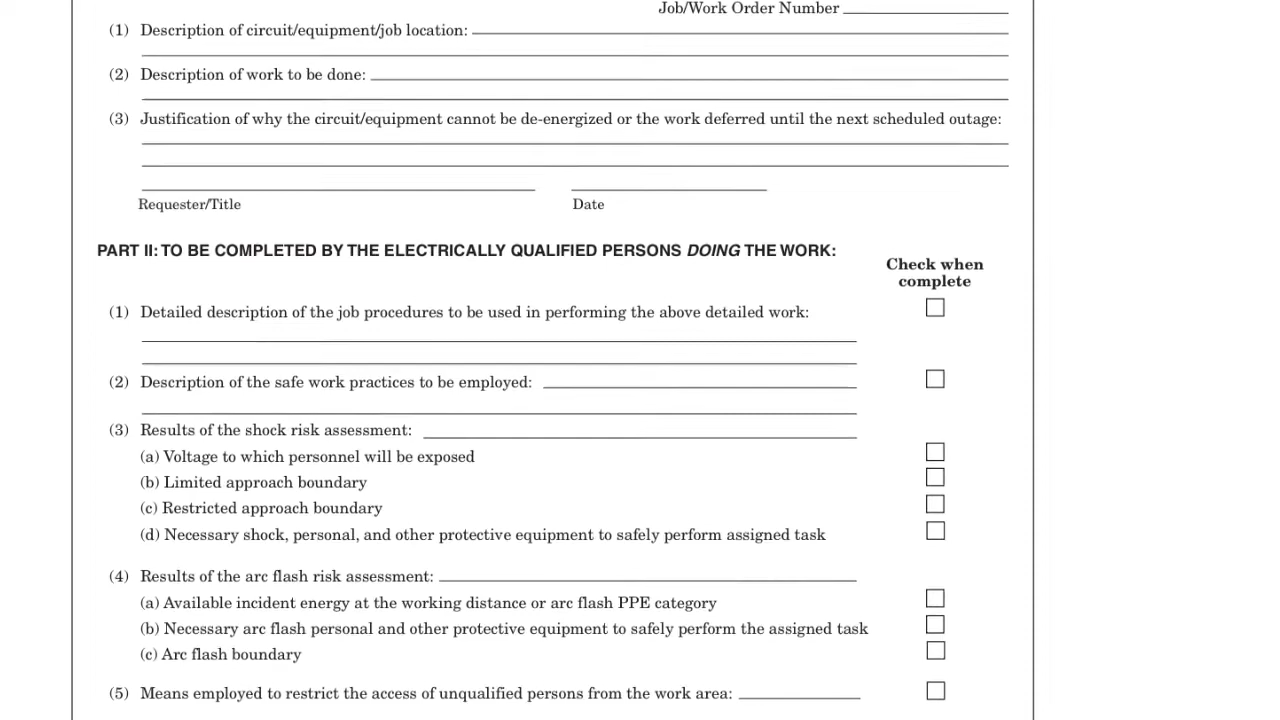 Job/Work Order Number
(1) Description of circuit/equipment/job location:
(2) Description of work to be done:
(3) Justification of why the circuit/equipment cannot be de-energized or the work deferred until the next scheduled outage:
Requester/Title Date
PART II: TO BE COMPLETED BY THE ELECTRICALLY QUALIFIED PERSONS DOING THE WORK:
Check when
complete
(1) Detailed description of the job procedures to be used in performing the above detailed work:
(2) Description of the safe work practices to be employed:
(3) Results of the shock risk assessment:
(a) Voltage to which personnel will be exposed
(b) Limited approach boundary
(c) Restricted approach boundary
(d) Necessary shock, personal, and other protective equipment to safely perform assigned task
(4) Results of the arc flash risk assessment:
(a) Available incident energy at the working distance or arc flash PPE category
(b) Necessary arc flash personal and other protective equipment to safely perform the assigned task
(c) Arc flash boundary
(5) Means employed to restrict the access of unqualified persons from the work area: